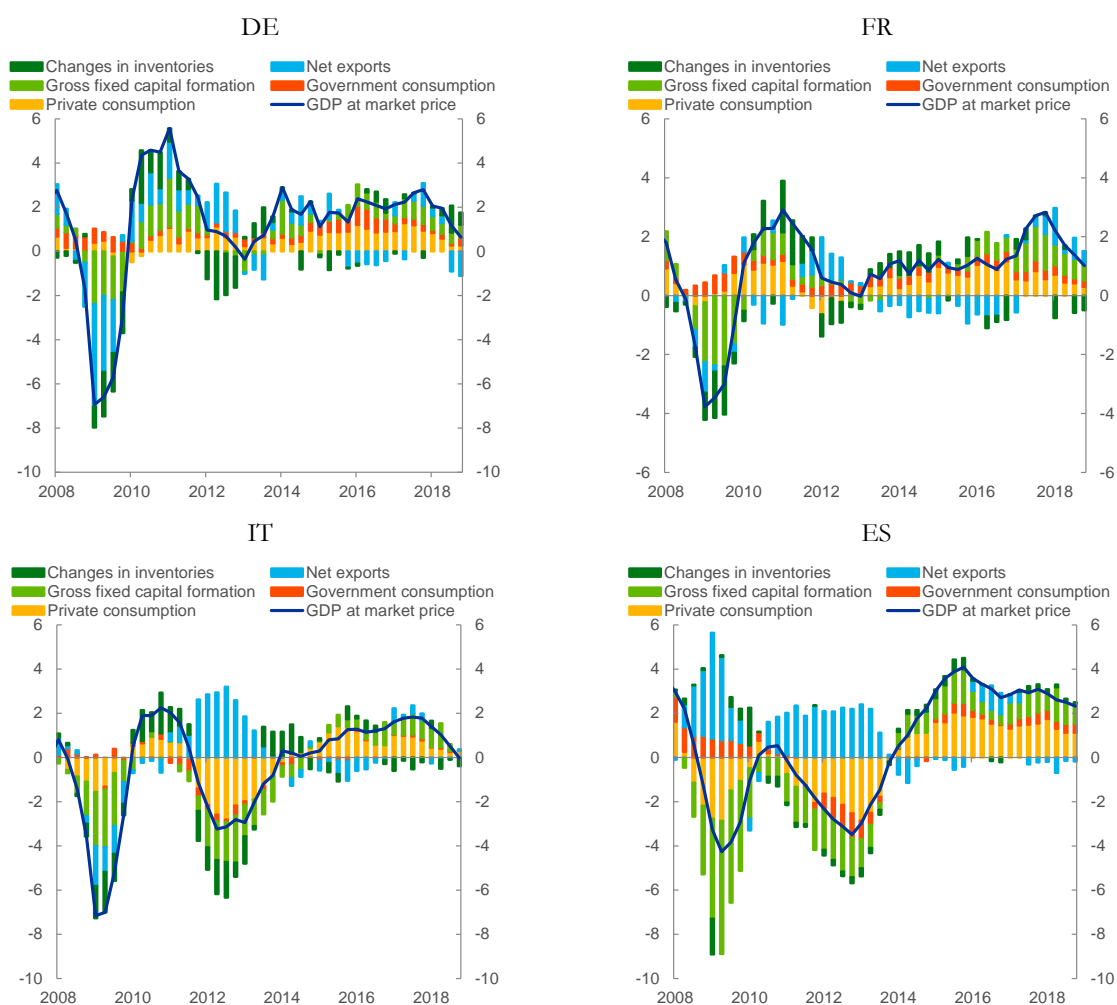 DE
Changes in inventories Net exports
Gross fixed capital formation Government consumption
Private consumption GDP at market price
6 6
4 4
2 2
0 0
-2 -2
-4 -4
-6 -6
-8 -8
-10 -10
2008 2010 2012 2014 2016 2018
FR
Changes in inventories Net exports
Gross fixed capital formation Government consumption
Private consumption GDP at market price
6 6
4 4
2 2
0 0
-2 -2
-4 -4
-6 -6
2008 2010 2012 2014 2016 2018
IT
Changes in inventories Net exports
Gross fixed capital formation Government consumption
Private consumption GDP at market price
6 6
4 4
2 2
0 0
-2 -2
-4 -4
-6 -6
-8 -8
-10 -10
2008 2010 2012 2014 2016 2018
ES
Changes in inventories Net exports
Gross fixed capital formation Government consumption
Private consumption GDP at market price
6 6
4 4
2 2
0 0
-2 -2
-4 -4
-6 -6
-8 -8
-10 -10
2008 2010 2012 2014 2016 2018